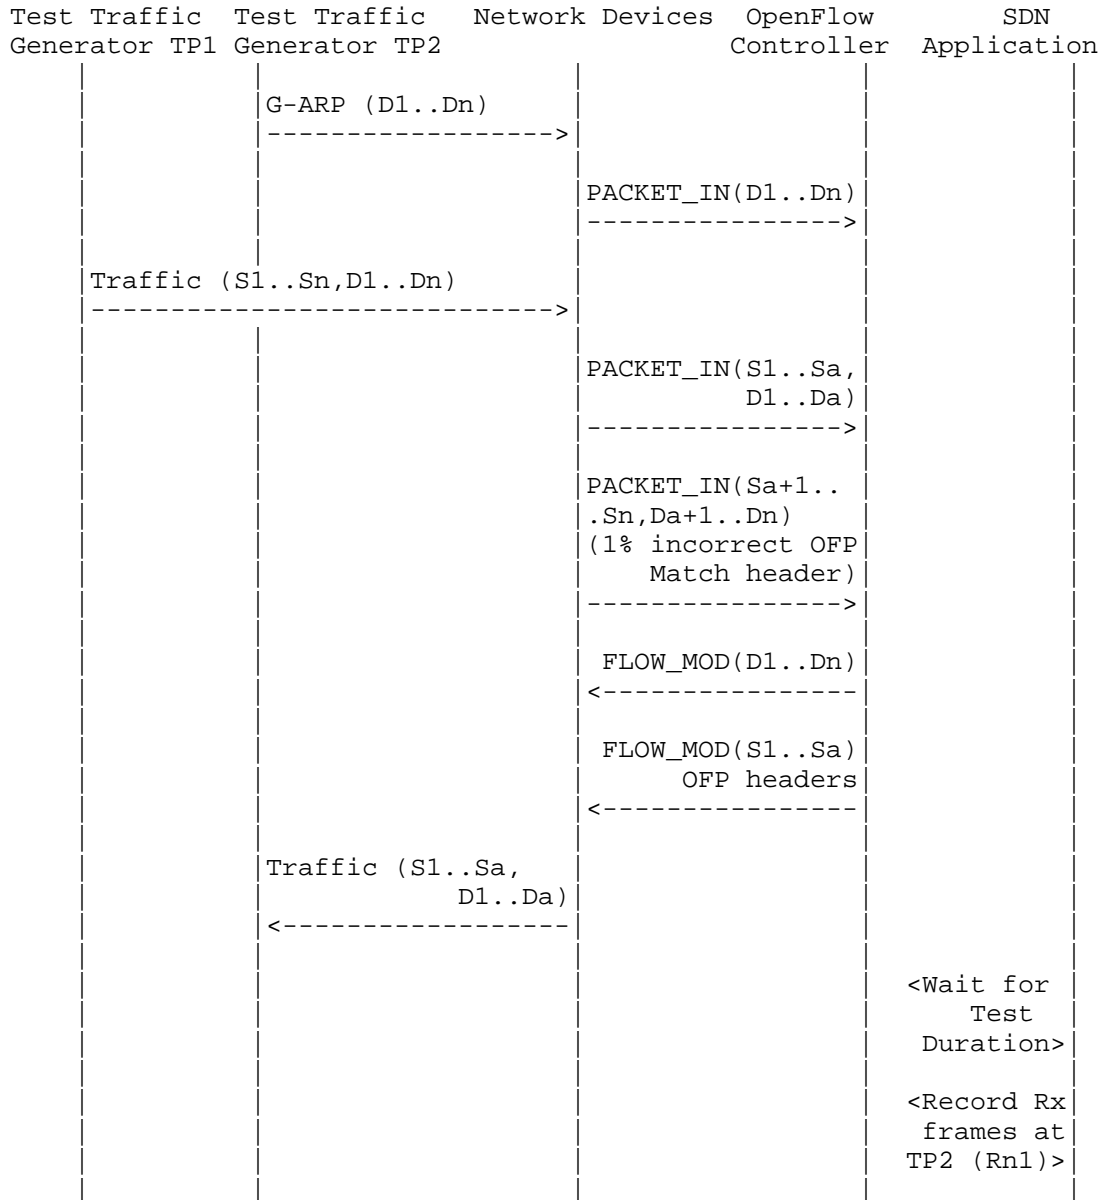 Test Traffic  Test Traffic   Network Devices  OpenFlow        SDN
Generator TP1 Generator TP2                  Controller  Application
G-ARP (D1..Dn)
------------------>
PACKET_IN(D1..Dn)
---------------->
Traffic (S1..Sn,D1..Dn)
----------------------------->
PACKET_IN(S1..Sa,
D1..Da)
---------------->
PACKET_IN(Sa+1..
.Sn,Da+1..Dn)
(1% incorrect OFP
Match header)
---------------->
FLOW_MOD(D1..Dn)
<----------------
FLOW_MOD(S1..Sa)
OFP headers
<----------------
Traffic (S1..Sa,
D1..Da)
<------------------
<Wait for
Test
Duration>
<Record Rx
frames at
TP2 (Rn1)>